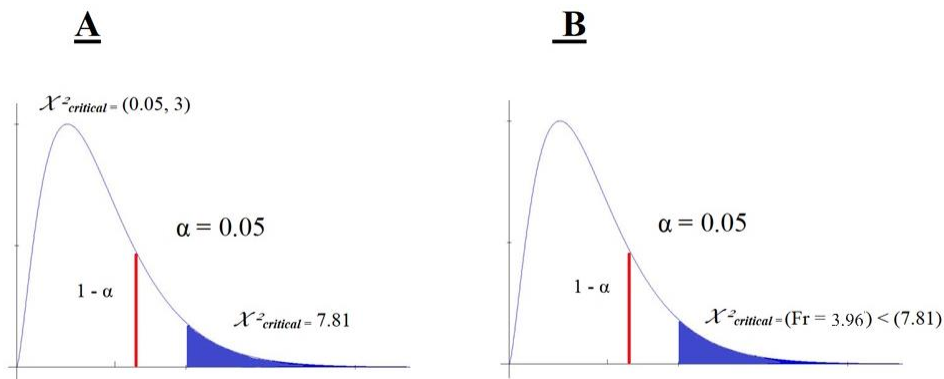 A
B
X²critical = (0.05, 3)
α = 0.05
1 - α
X²critical = 7.81
α = 0.05
1 - α
X²critical = (Fr = 3.96) < (7.81)